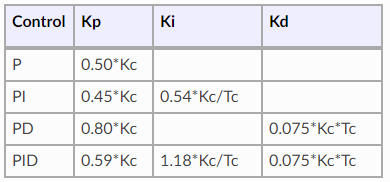 Control Kp Ki Kd
P 0.50*Kc
PI 0.45*Kc 0.54*Kc/Tc
PD 0.80*Kc 0.075*Kc*Tc
PID 0.59*Kc 1.18*Kc/Tc 0.075*Kc*Tc